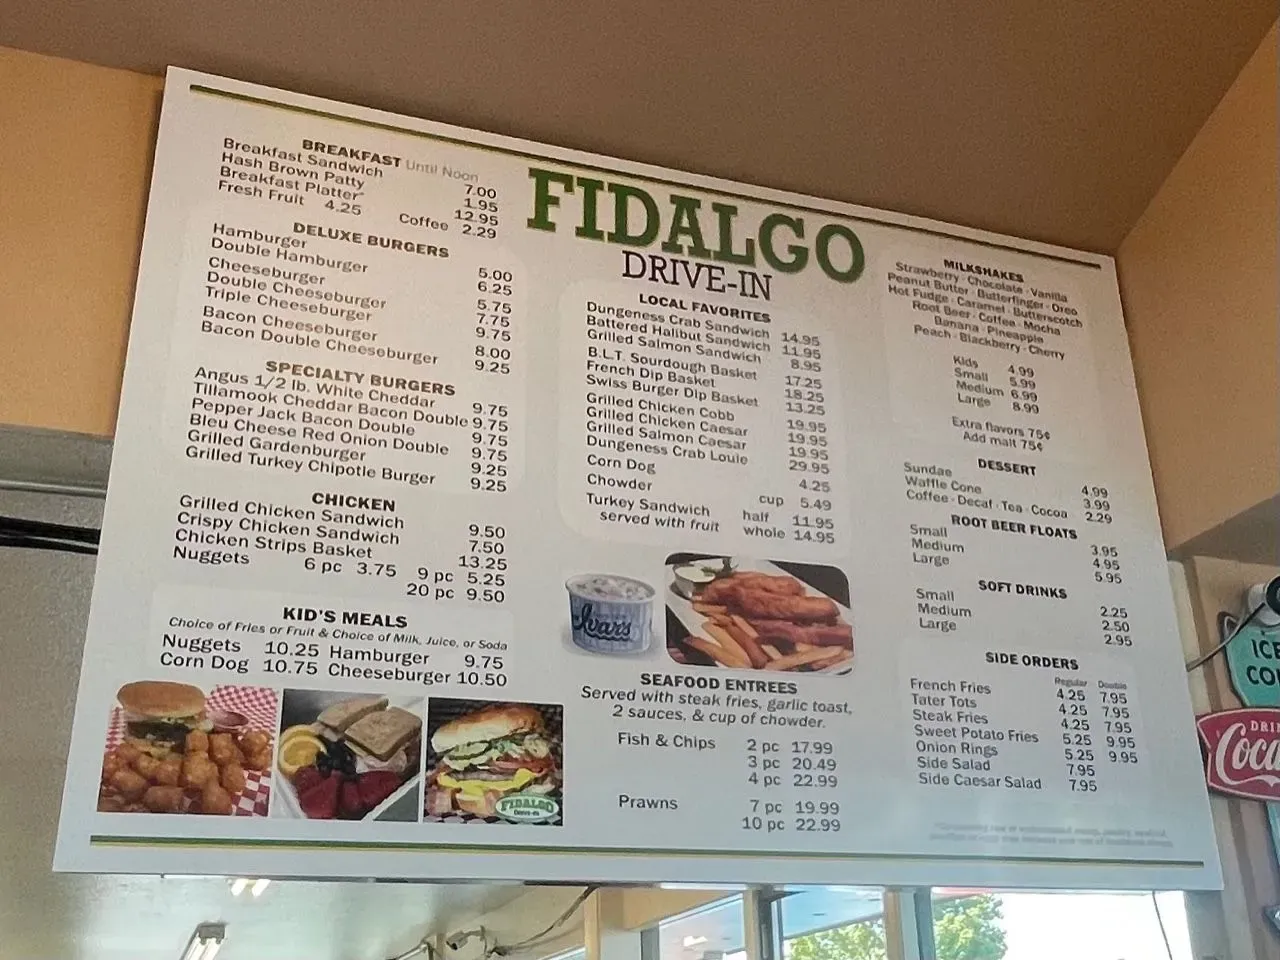 FIDALGO
DRIVE-IN
BREAKFAST Until Noon
Breakfast Sandwich 7.00
Hash Brown Patty 1.95
Breakfast Platter* 12.95
Fresh Fruit 4.25 Coffee 2.29
DELUXE BURGERS
Hamburger 5.00
Double Hamburger 6.25
Cheeseburger 5.75
Double Cheeseburger 7.75
Triple Cheeseburger 9.75
Bacon Cheeseburger 8.00
Bacon Double Cheeseburger 9.25
SPECIALTY BURGERS
Angus 1/2 lb. White Cheddar 9.75
Tillamook Cheddar Bacon Double 9.75
Pepper Jack Bacon Double 9.75
Bleu Cheese Red Onion Double 9.75
Grilled Gardenburger 9.25
Grilled Turkey Chipotle Burger 9.25
CHICKEN
Grilled Chicken Sandwich 9.50
Crispy Chicken Sandwich 7.50
Chicken Strips Basket 13.25
Nuggets 6 pc 3.75 9 pc 5.25
20 pc 9.50
KID'S MEALS
Choice of Fries or Fruit & Choice of Milk, Juice, or Soda
Nuggets 10.25 Hamburger 9.75
Corn Dog 10.75 Cheeseburger 10.50
FIDALGO
DRIVE-IN
LOCAL FAVORITES
Dungeness Crab Sandwich 14.95
Battered Halibut Sandwich 11.95
Grilled Salmon Sandwich 8.95
B.L.T. Sourdough Basket 17.25
French Dip Basket 18.25
Swiss Burger Dip Basket 13.25
Grilled Chicken Cobb 19.95
Grilled Chicken Caesar 19.95
Grilled Salmon Caesar 19.95
Dungeness Crab Louie 29.95
Corn Dog 4.25
Chowder cup 5.49
Turkey Sandwich half 11.95
served with fruit whole 14.95
Ivar's
SEAFOOD ENTREES
Served with steak fries, garlic toast,
2 sauces, & cup of chowder.
Fish & Chips 2 pc 17.99
3 pc 20.49
4 pc 22.99
Prawns 7 pc 19.99
10 pc 22.99
MILKSHAKES
Strawberry · Chocolate · Vanilla
Peanut Butter · Butterfinger · Oreo
Hot Fudge · Caramel · Butterscotch
Root Beer · Coffee · Mocha
Banana · Pineapple
Peach · Blackberry · Cherry
Kids 4.99
Small 5.99
Medium 6.99
Large 8.99
Extra flavors 75¢
Add malt 75¢
DESSERT
Sundae 4.99
Waffle Cone 3.99
Coffee · Decaf · Tea · Cocoa 2.29
ROOT BEER FLOATS
Small 3.95
Medium 4.95
Large 5.95
SOFT DRINKS
Small 2.25
Medium 2.50
Large 2.95
SIDE ORDERS
Regular Double
French Fries 4.25 7.95
Tater Tots 4.25 7.95
Steak Fries 4.25 7.95
Sweet Potato Fries 5.25 9.95
Onion Rings 5.25 9.95
Side Salad 7.95
Side Caesar Salad 7.95
ICE
CO
DRIN
Coca